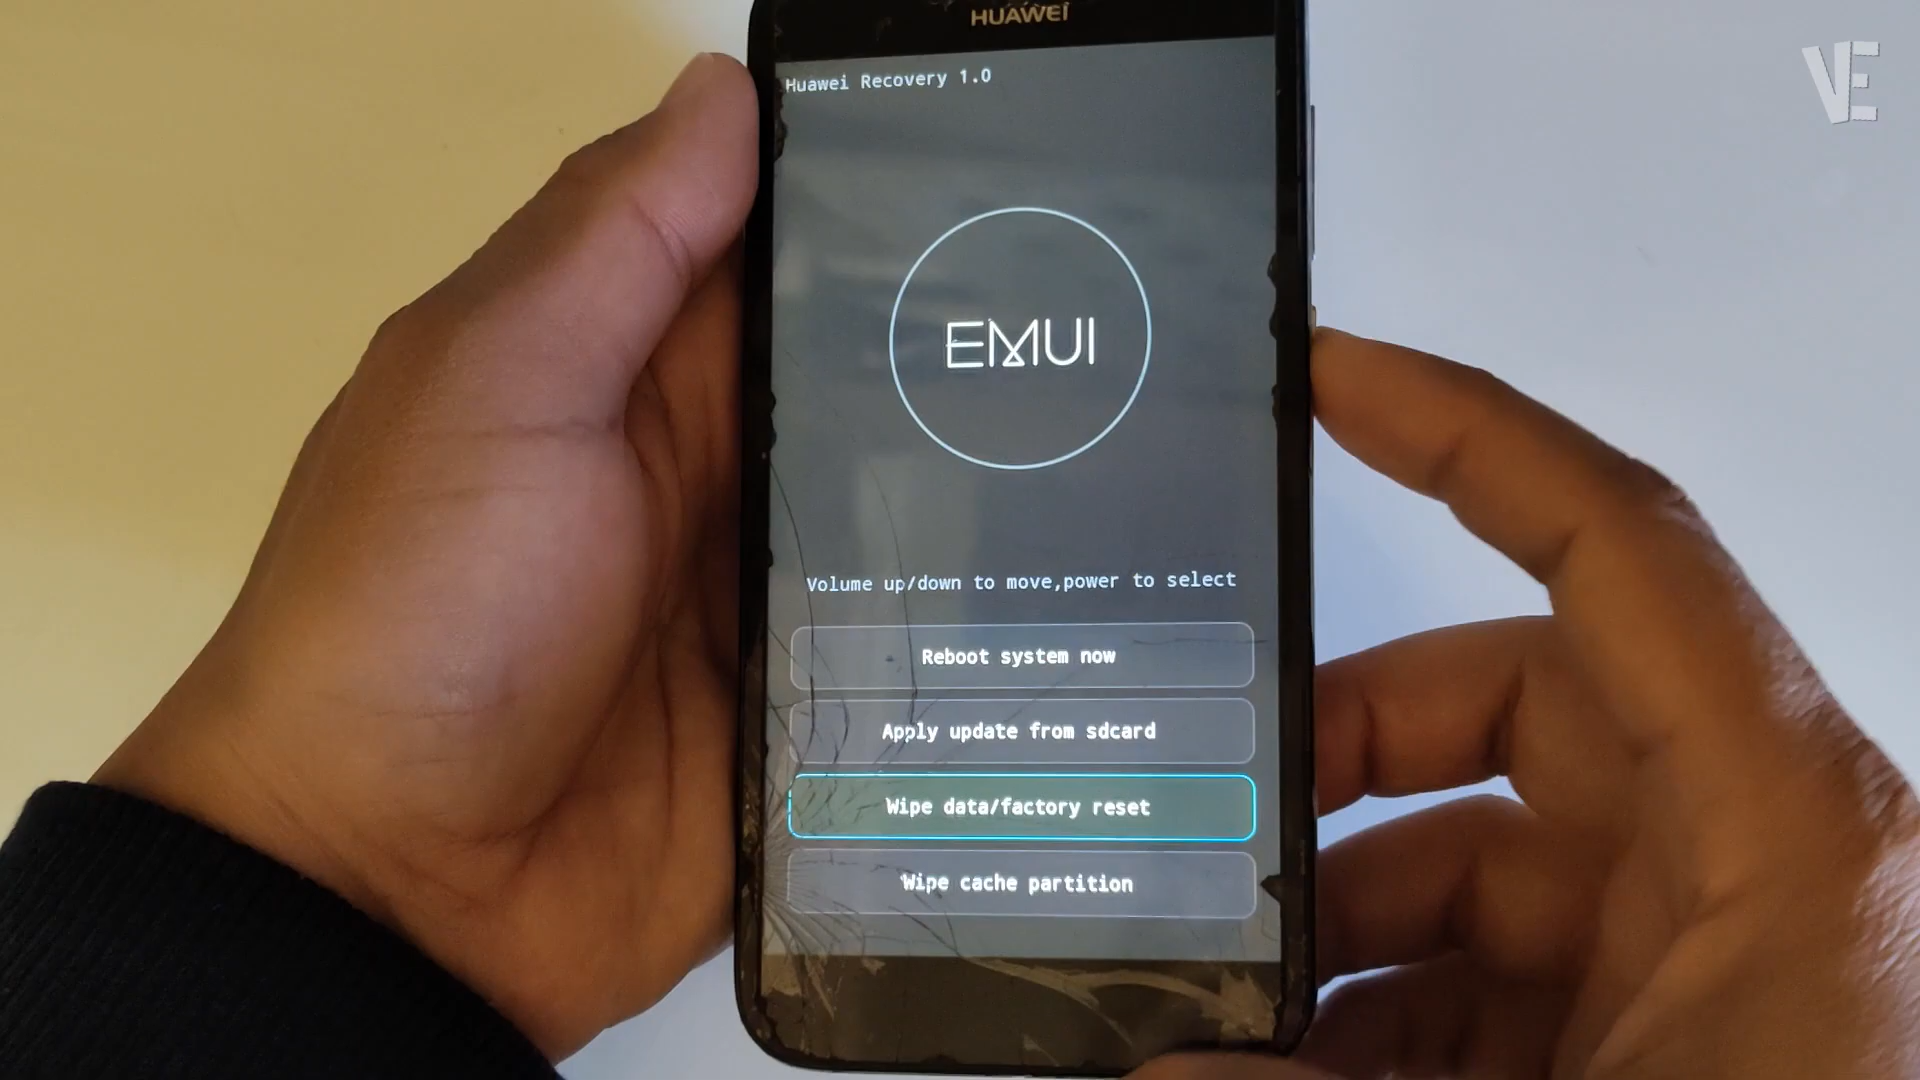 HUAWEI
VE
Huawei Recovery 1.0
EMUI
Volume up/down to move,power to select
Reboot system now
Apply update from sdcard
Wipe data/factory reset
Wipe cache partition